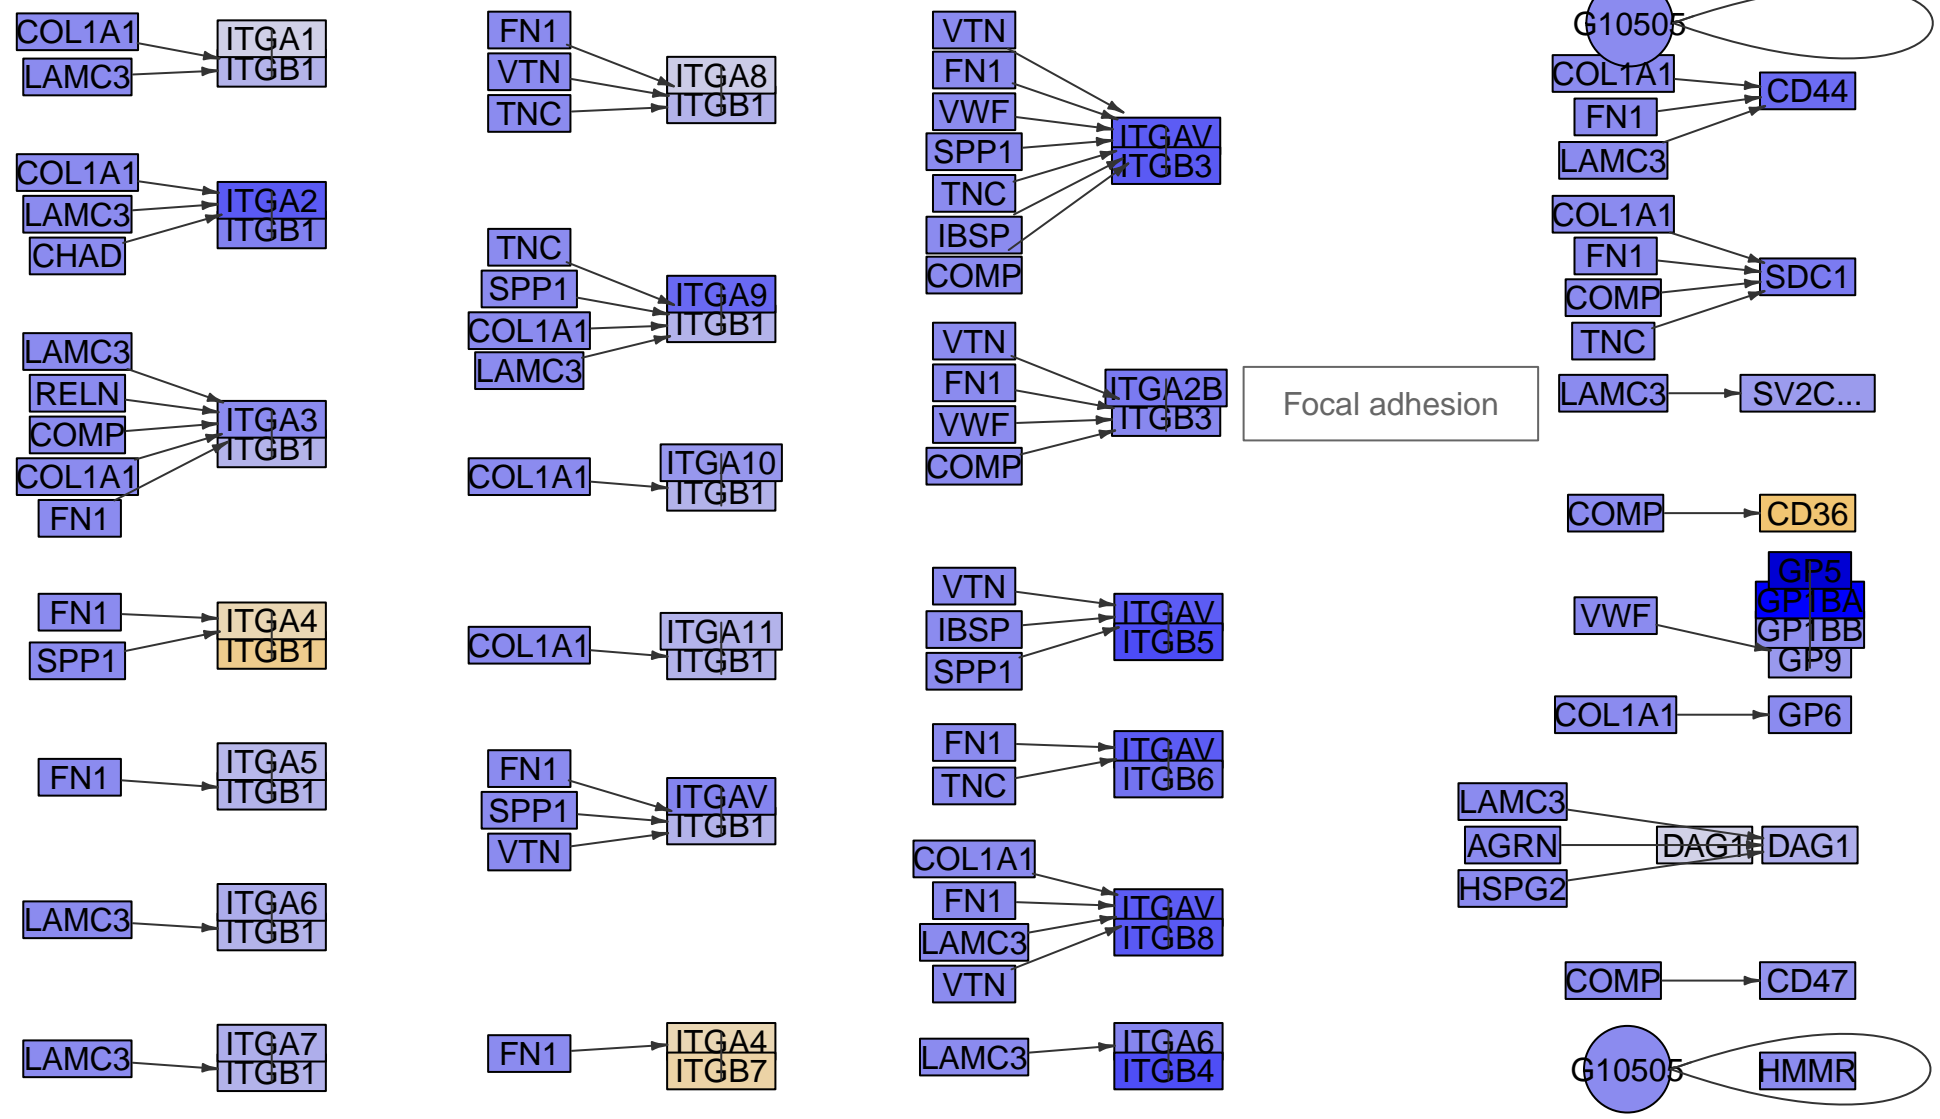 COL1A1
LAMC3
ITGA1
ITGB1
COL1A1
LAMC3
CHAD
ITGA2
ITGB1
LAMC3
RELN
COMP
COL1A1
FN1
ITGA3
ITGB1
FN1
SPP1
ITGA4
ITGB1
FN1
ITGA5
ITGB1
LAMC3
ITGA6
ITGB1
LAMC3
ITGA7
ITGB1
FN1
VTN
TNC
ITGA8
ITGB1
TNC
SPP1
COL1A1
LAMC3
ITGA9
ITGB1
COL1A1
ITGA10
ITGB1
COL1A1
ITGA11
ITGB1
FN1
SPP1
VTN
ITGAV
ITGB1
FN1
ITGA4
ITGB7
VTN
FN1
VWF
SPP1
TNC
IBSP
COMP
ITGAV
ITGB3
VTN
FN1
VWF
COMP
ITGA2B
ITGB3
Focal adhesion
VTN
IBSP
SPP1
ITGAV
ITGB5
FN1
TNC
ITGAV
ITGB6
COL1A1
FN1
LAMC3
VTN
ITGAV
ITGB8
LAMC3
ITGA6
ITGB4
G10505
COL1A1
FN1
LAMC3
CD44
COL1A1
FN1
COMP
TNC
SDC1
LAMC3
SV2C...
COMP
CD36
VWF
GP5
GP1BA
GP1BB
GP9
COL1A1
GP6
LAMC3
AGRN
HSPG2
DAG1
DAG1
COMP
CD47
G10505
HMMR